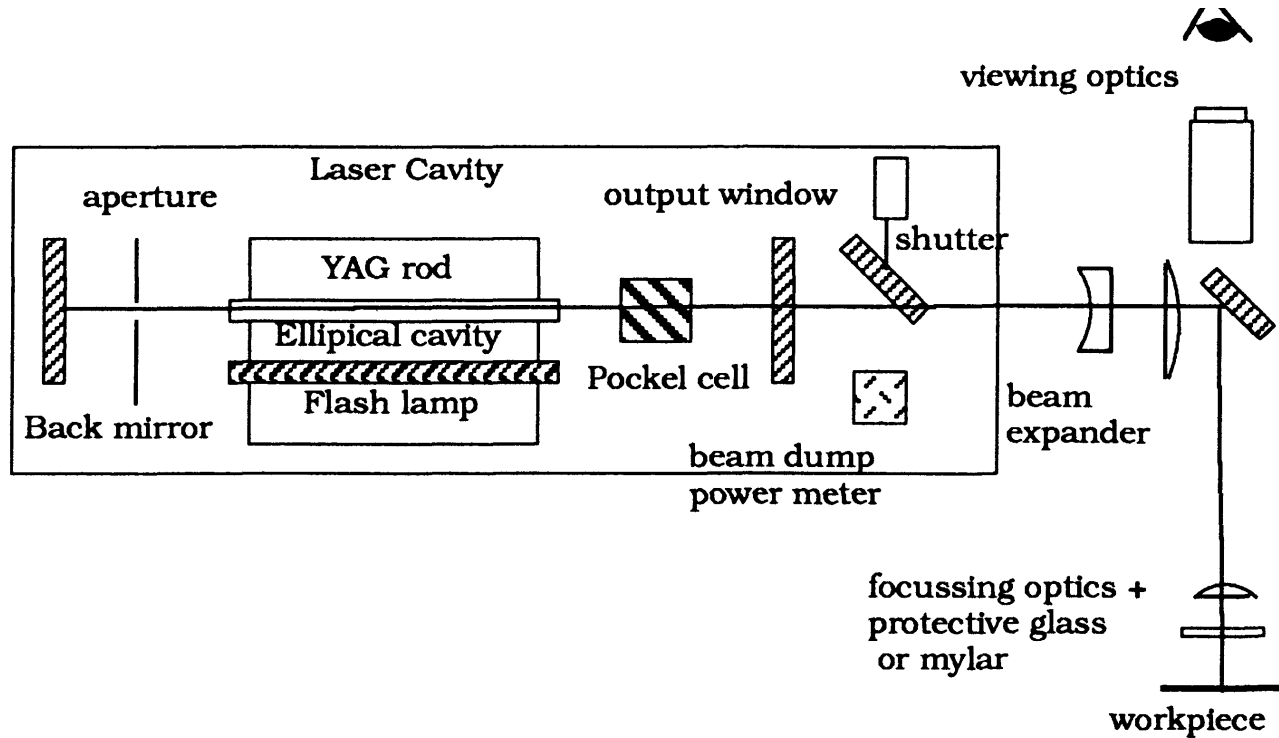 viewing optics
Laser Cavity
aperture
output window
shutter
YAG rod
Ellipical cavity
Flash lamp
Pockel cell
Back mirror
beam
expander
beam dump
power meter
focussing optics +
protective glass
or mylar
workpiece